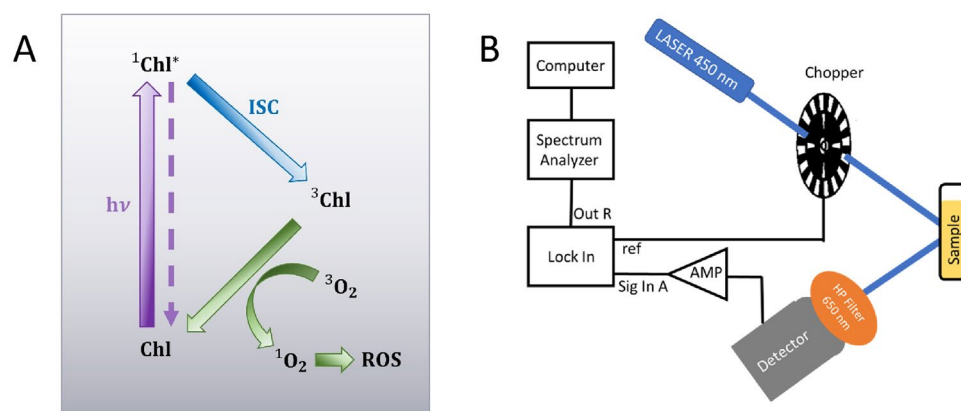 A
¹Chl*
ISC
hν
³Chl
³O₂
Chl
¹O₂
ROS
B
LASER 450 nm
Computer
Chopper
Spectrum
Analyzer
Out R
Lock In
ref
Sig In A
AMP
Sample
HP Filter
650 nm
Detector